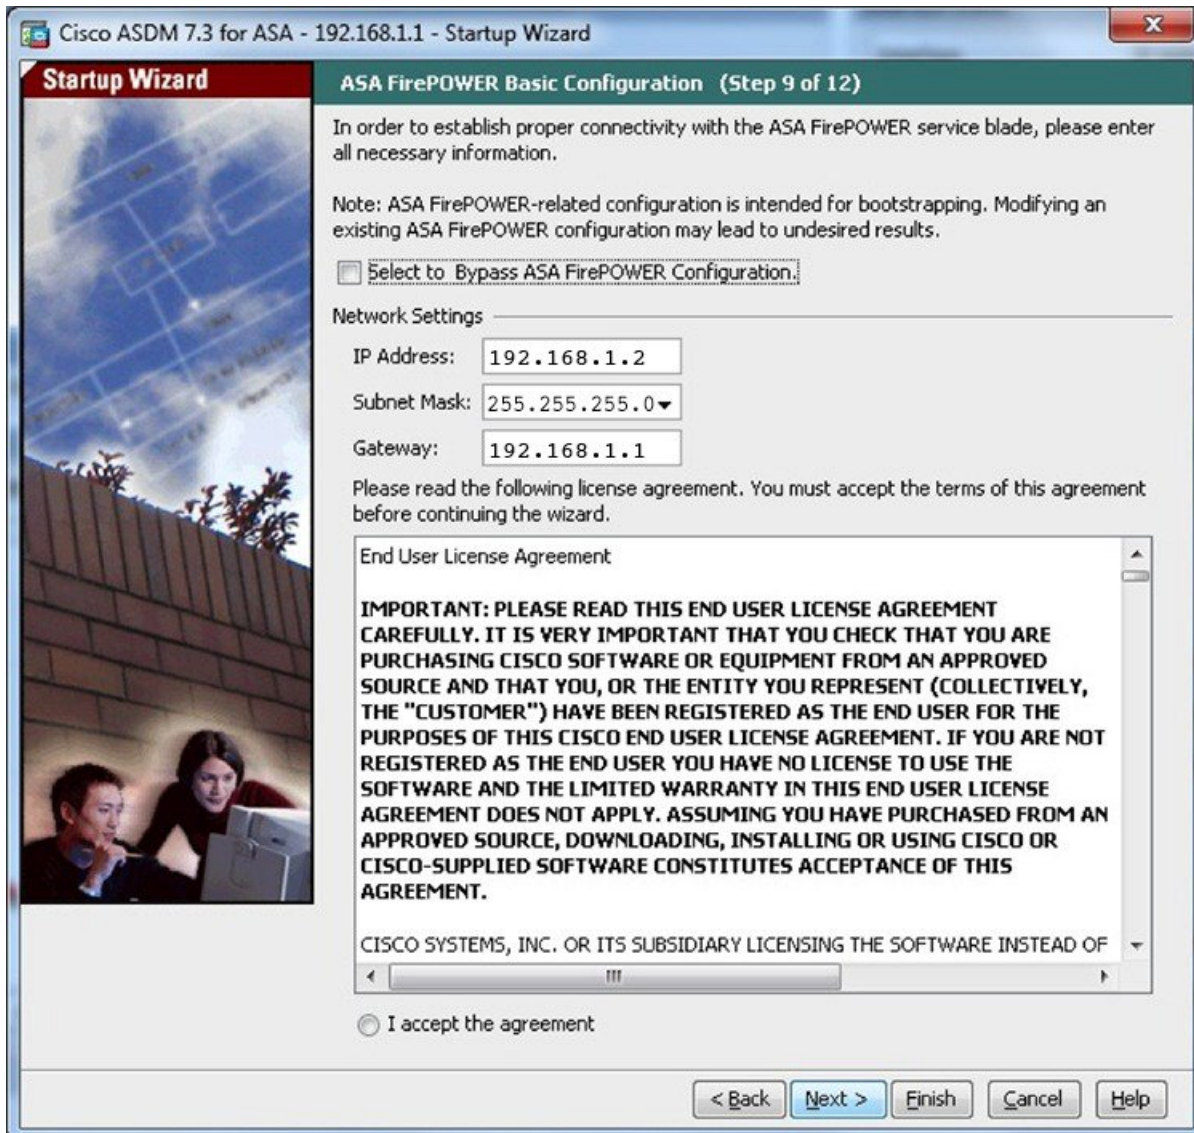 Cisco ASDM 7.3 for ASA - 192.168.1.1 - Startup Wizard
Startup Wizard
ASA FirePOWER Basic Configuration (Step 9 of 12)
In order to establish proper connectivity with the ASA FirePOWER service blade, please enter
all necessary information.
Note: ASA FirePOWER-related configuration is intended for bootstrapping. Modifying an
existing ASA FirePOWER configuration may lead to undesired results.
Select to Bypass ASA FirePOWER Configuration.
Network Settings
IP Address: 192.168.1.2
Subnet Mask: 255.255.255.0
Gateway: 192.168.1.1
Please read the following license agreement. You must accept the terms of this agreement
before continuing the wizard.
End User License Agreement
IMPORTANT: PLEASE READ THIS END USER LICENSE AGREEMENT
CAREFULLY. IT IS VERY IMPORTANT THAT YOU CHECK THAT YOU ARE
PURCHASING CISCO SOFTWARE OR EQUIPMENT FROM AN APPROVED
SOURCE AND THAT YOU, OR THE ENTITY YOU REPRESENT (COLLECTIVELY,
THE "CUSTOMER") HAVE BEEN REGISTERED AS THE END USER FOR THE
PURPOSES OF THIS CISCO END USER LICENSE AGREEMENT. IF YOU ARE NOT
REGISTERED AS THE END USER YOU HAVE NO LICENSE TO USE THE
SOFTWARE AND THE LIMITED WARRANTY IN THIS END USER LICENSE
AGREEMENT DOES NOT APPLY. ASSUMING YOU HAVE PURCHASED FROM AN
APPROVED SOURCE, DOWNLOADING, INSTALLING OR USING CISCO OR
CISCO-SUPPLIED SOFTWARE CONSTITUTES ACCEPTANCE OF THIS
AGREEMENT.
CISCO SYSTEMS, INC. OR ITS SUBSIDIARY LICENSING THE SOFTWARE INSTEAD OF
I accept the agreement
< Back Next > Finish Cancel Help